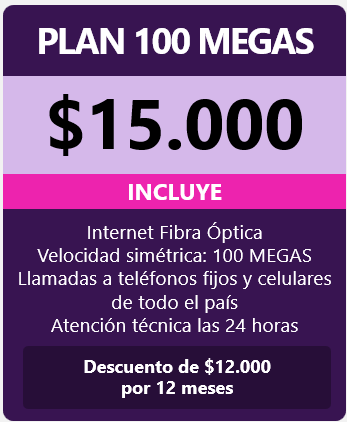 PLAN 100 MEGAS
$15.000
INCLUYE
Internet Fibra Óptica
Velocidad simétrica: 100 MEGAS
Llamadas a teléfonos fijos y celulares
de todo el país
Atención técnica las 24 horas
Descuento de $12.000
por 12 meses